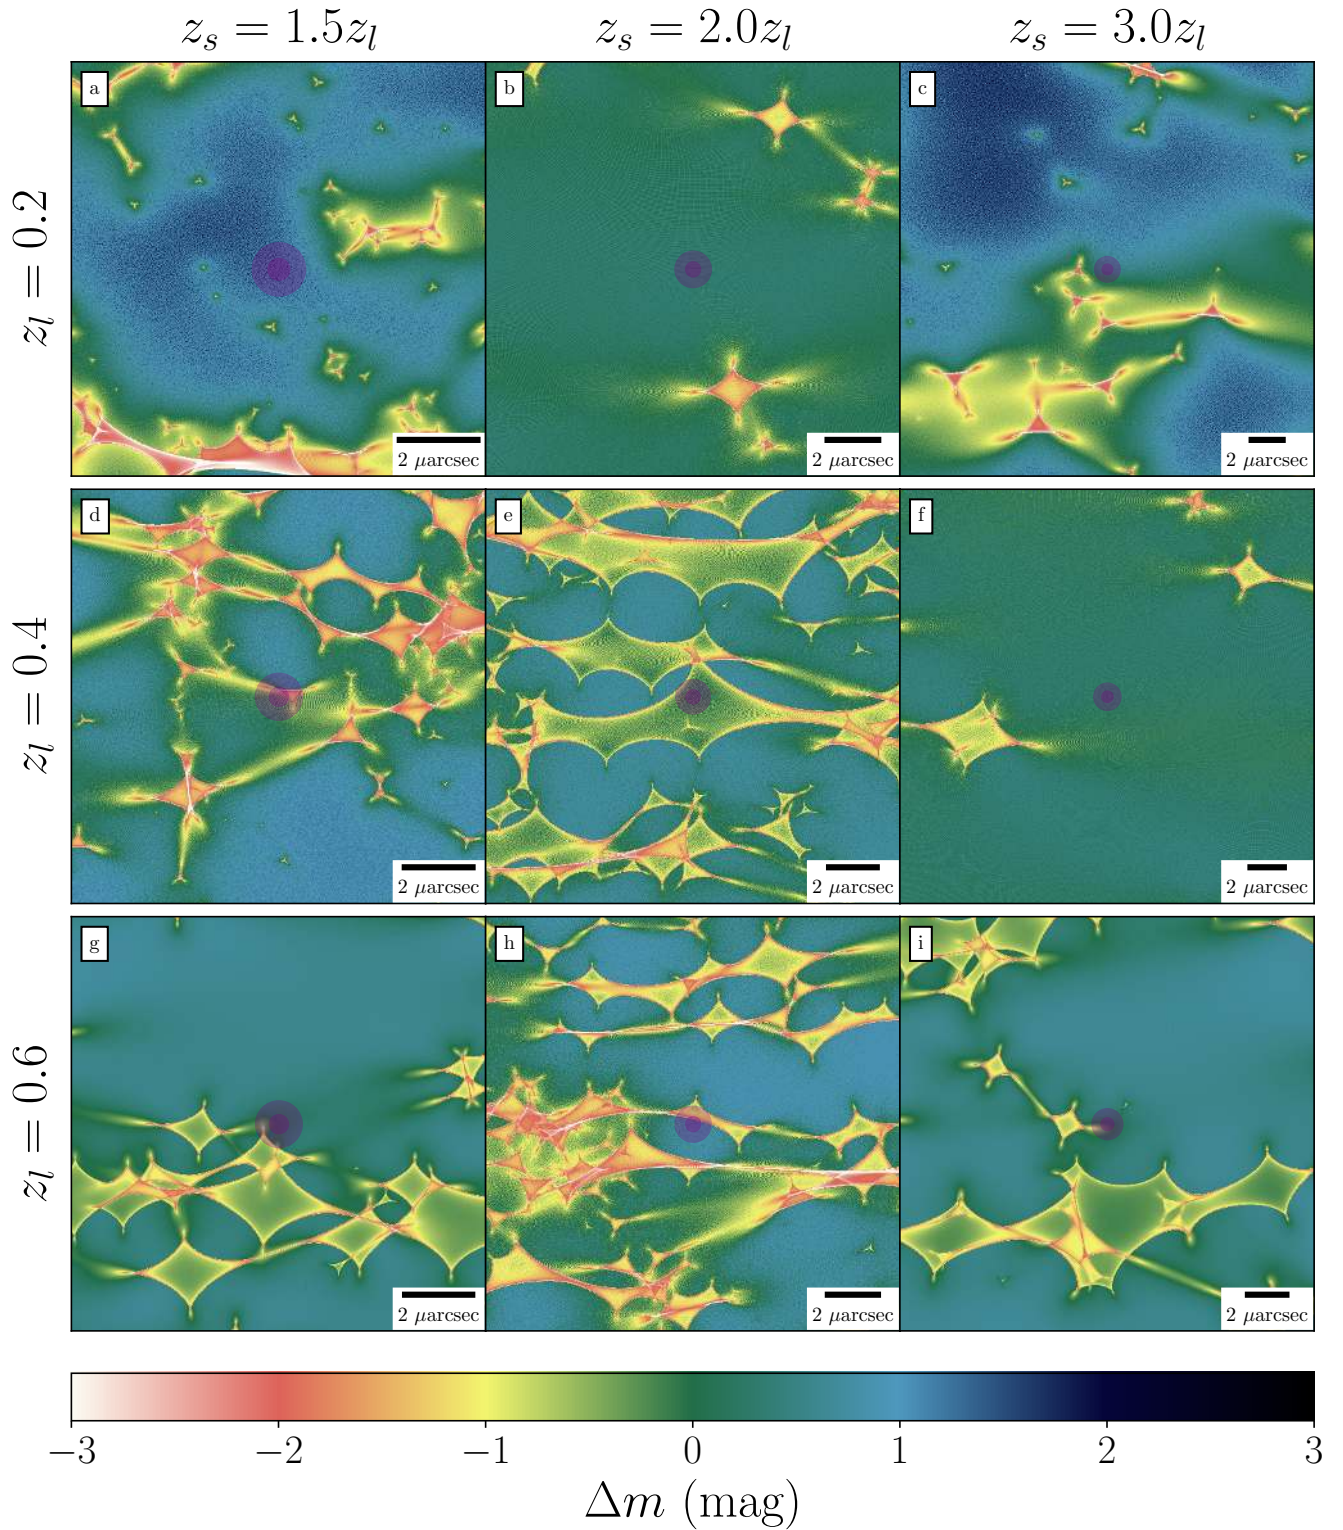 z_s = 1.5z_l z_s = 2.0z_l z_s = 3.0z_l
z_l = 0.2
a b c
2 μarcsec 2 μarcsec 2 μarcsec
z_l = 0.4
d e f
2 μarcsec 2 μarcsec 2 μarcsec
z_l = 0.6
g h i
2 μarcsec 2 μarcsec 2 μarcsec
−3 −2 −1 0 1 2 3
Δm (mag)